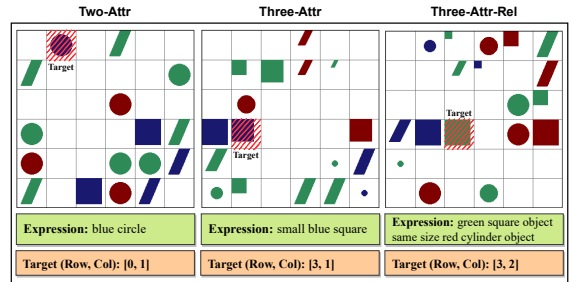 Two-Attr
Three-Attr
Three-Attr-Rel
Target
Target
Target
Expression: blue circle
Expression: small blue square
Expression: green square object
same size red cylinder object
Target (Row, Col): [0, 1]
Target (Row, Col): [3, 1]
Target (Row, Col): [3, 2]